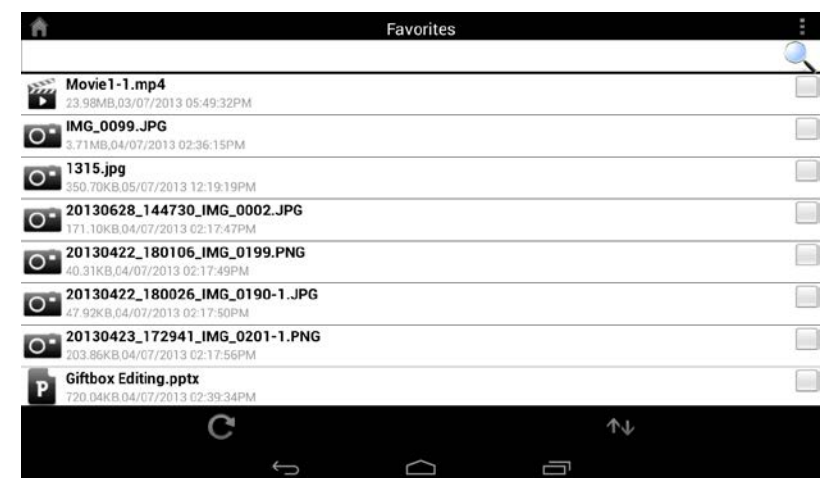 Favorites
Movie1-1.mp4
23.98MB,03/07/2013 05:49:32PM
IMG_0099.JPG
3.71MB,04/07/2013 02:36:15PM
1315.jpg
350.70KB,05/07/2013 12:19:19PM
20130628_144730_IMG_0002.JPG
171.10KB,04/07/2013 02:17:47PM
20130422_180106_IMG_0199.PNG
40.31KB,04/07/2013 02:17:49PM
20130422_180026_IMG_0190-1.JPG
47.92KB,04/07/2013 02:17:50PM
20130423_172941_IMG_0201-1.PNG
203.86KB,04/07/2013 02:17:56PM
P
Giftbox Editing.pptx
720.04KB,04/07/2013 02:39:34PM